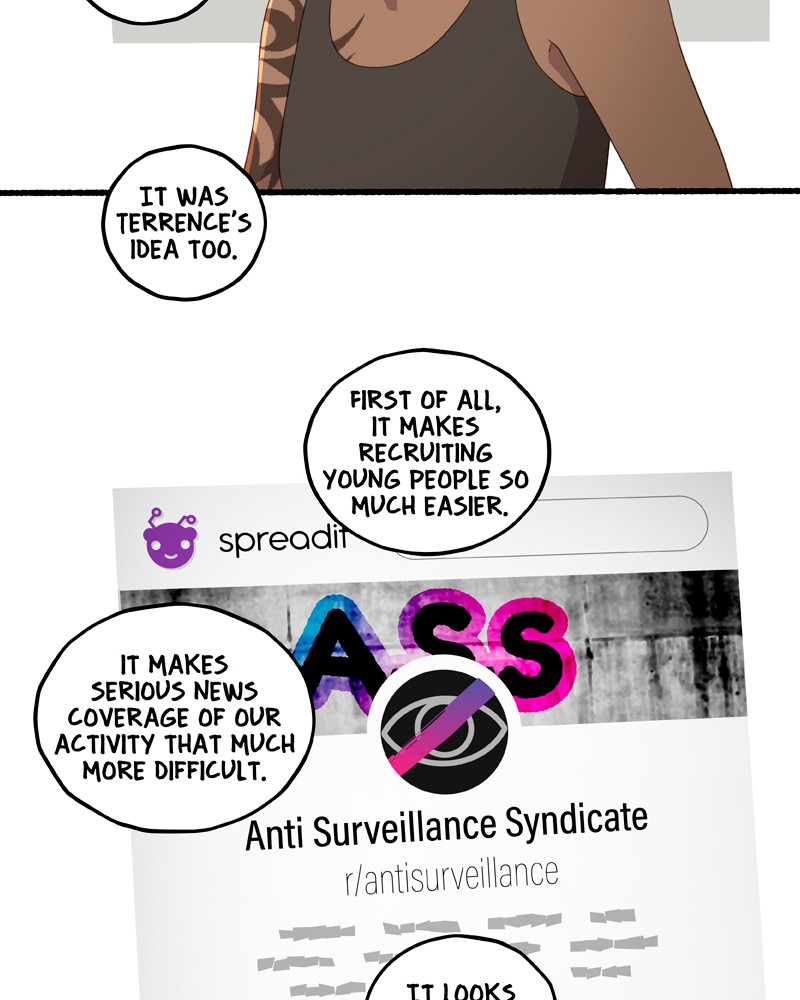 IT WAS
TERRENCE'S
IDEA TOO.
FIRST OF ALL,
IT MAKES
RECRUITING
YOUNG PEOPLE SO
MUCH EASIER.
spreadit
ASS
IT MAKES
SERIOUS NEWS
COVERAGE OF OUR
ACTIVITY THAT MUCH
MORE DIFFICULT.
Anti Surveillance Syndicate
r/antisurveillance
IT LOOKS